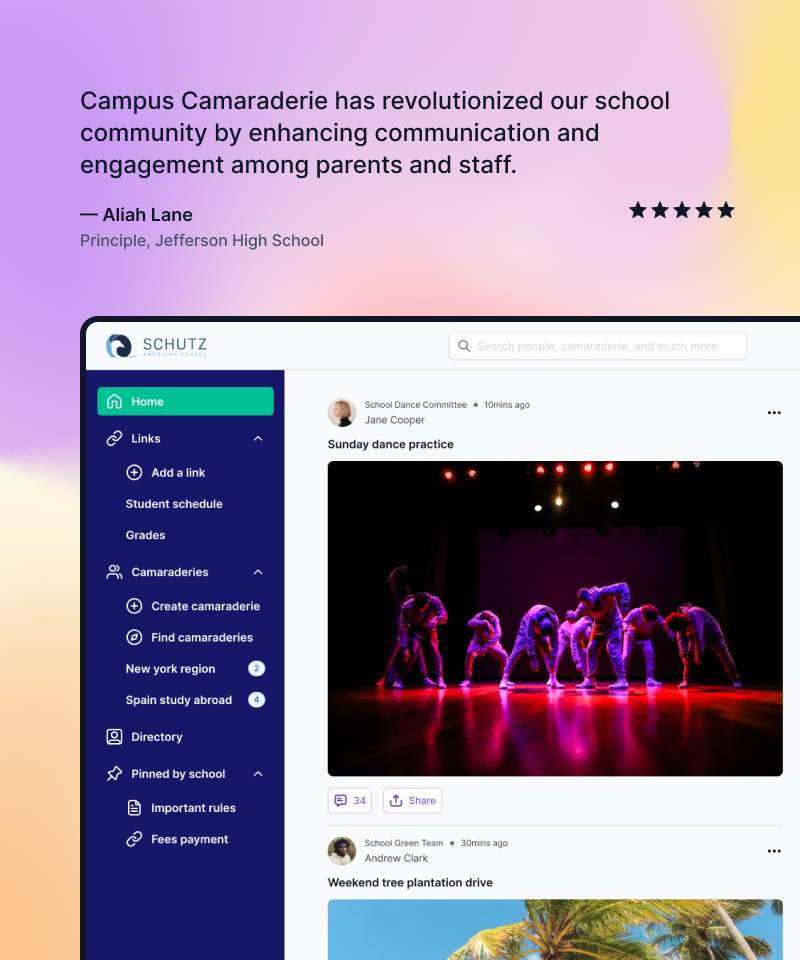 Campus Camaraderie has revolutionized our school
community by enhancing communication and
engagement among parents and staff.
— Aliah Lane
Principle, Jefferson High School
SCHUTZ
AMERICAN SCHOOL
Search people, camaraderie, and much more
Home
Links
Add a link
Student schedule
Grades
Camaraderies
Create camaraderie
Find camaraderies
New york region 2
Spain study abroad 4
Directory
Pinned by school
Important rules
Fees payment
School Dance Committee • 10mins ago
Jane Cooper
Sunday dance practice
34 Share
School Green Team • 30mins ago
Andrew Clark
Weekend tree plantation drive